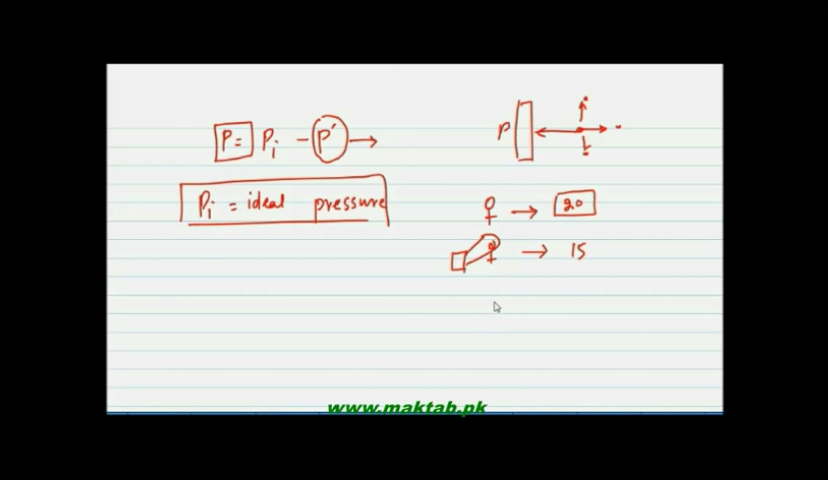 P = Pi - P' →
Pi = ideal pressure
P
→ 20
→ 15
www.maktab.pk